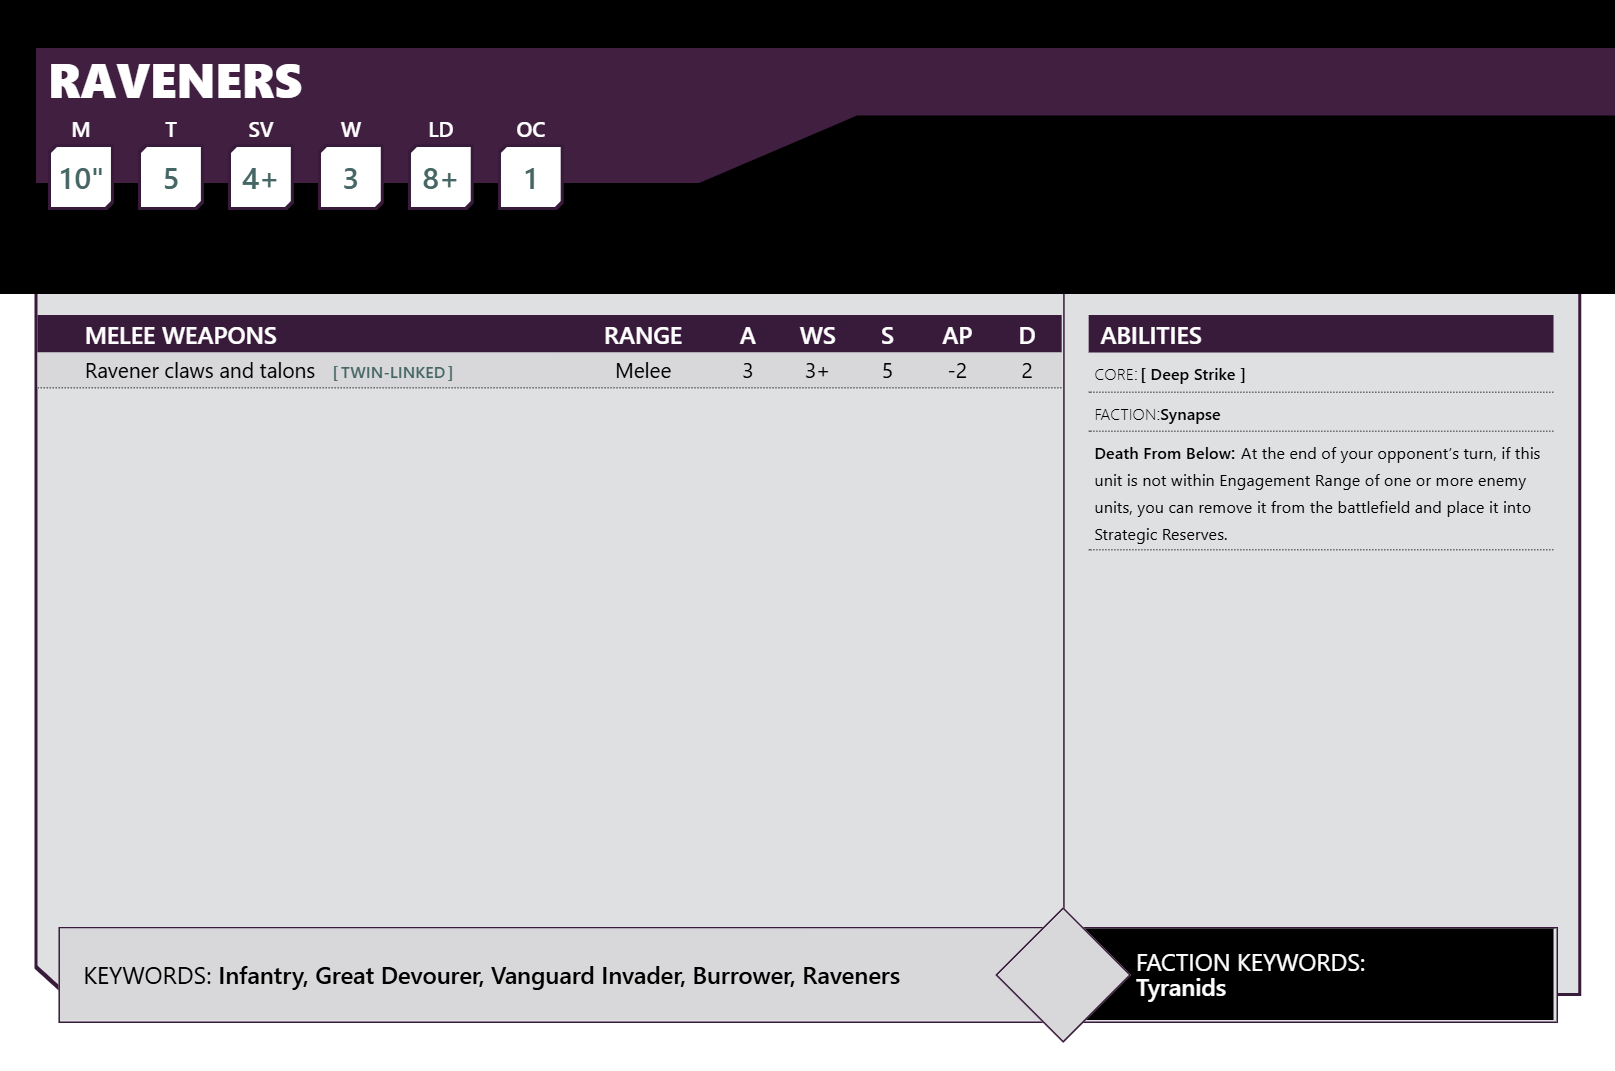 RAVENERS
M T SV W LD OC
10" 5 4+ 3 8+ 1
MELEE WEAPONS RANGE A WS S AP D
Ravener claws and talons [TWIN-LINKED] Melee 3 3+ 5 -2 2
ABILITIES
CORE: [ Deep Strike ]
FACTION:Synapse
Death From Below: At the end of your opponent’s turn, if this
unit is not within Engagement Range of one or more enemy
units, you can remove it from the battlefield and place it into
Strategic Reserves.
KEYWORDS: Infantry, Great Devourer, Vanguard Invader, Burrower, Raveners
FACTION KEYWORDS:
Tyranids